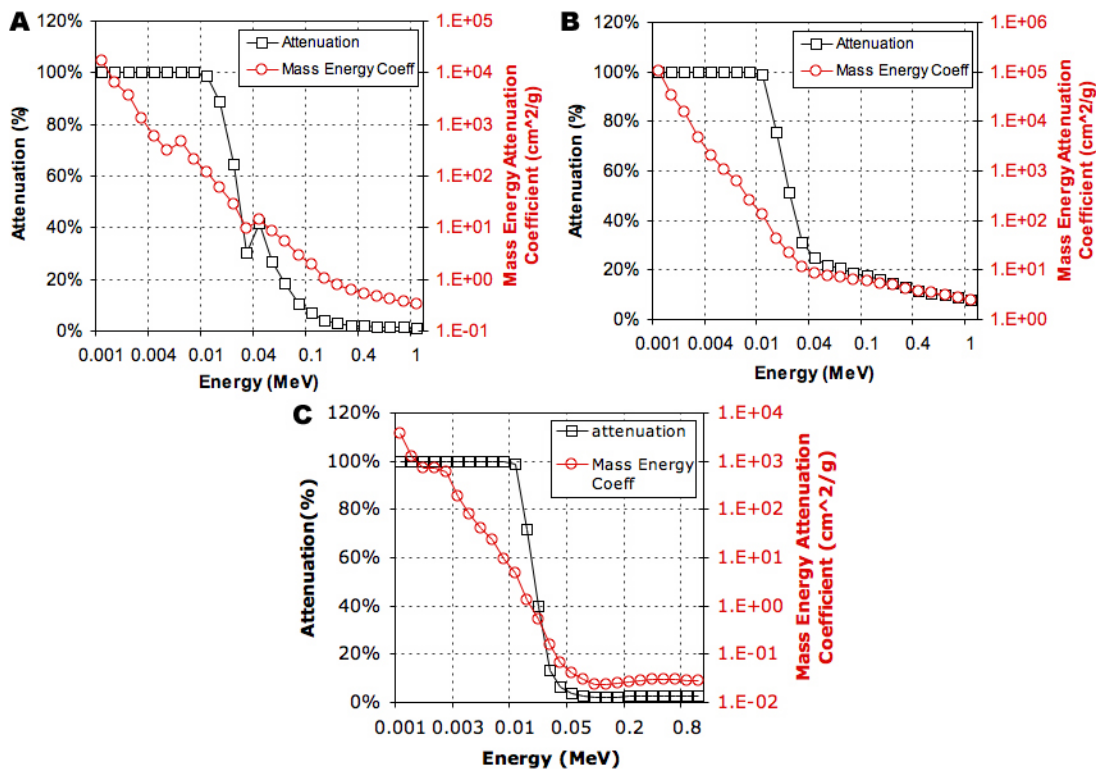 A
120%
100%
80%
60%
40%
20%
0%
Attenuation (%)
Attenuation
Mass Energy Coeff
1.E+05
1.E+04
1.E+03
1.E+02
1.E+01
1.E+00
1.E-01
Mass Energy Attenuation
Coefficient (cm^2/g)
0.001 0.004 0.01 0.04 0.1 0.4 1
Energy (MeV)
B
120%
100%
80%
60%
40%
20%
0%
Attenuation (%)
Attenuation
Mass Energy Coeff
1.E+06
1.E+05
1.E+04
1.E+03
1.E+02
1.E+01
1.E+00
Mass Energy Attenuation
Coefficient (cm^2/g)
0.001 0.004 0.01 0.04 0.1 0.4 1
Energy (MeV)
C
120%
100%
80%
60%
40%
20%
0%
Attenuation(%)
attenuation
Mass Energy
Coeff
1.E+04
1.E+03
1.E+02
1.E+01
1.E+00
1.E-01
1.E-02
Mass Energy Attenuation
Coefficient (cm^2/g)
0.001 0.003 0.01 0.05 0.2 0.8
Energy (MeV)